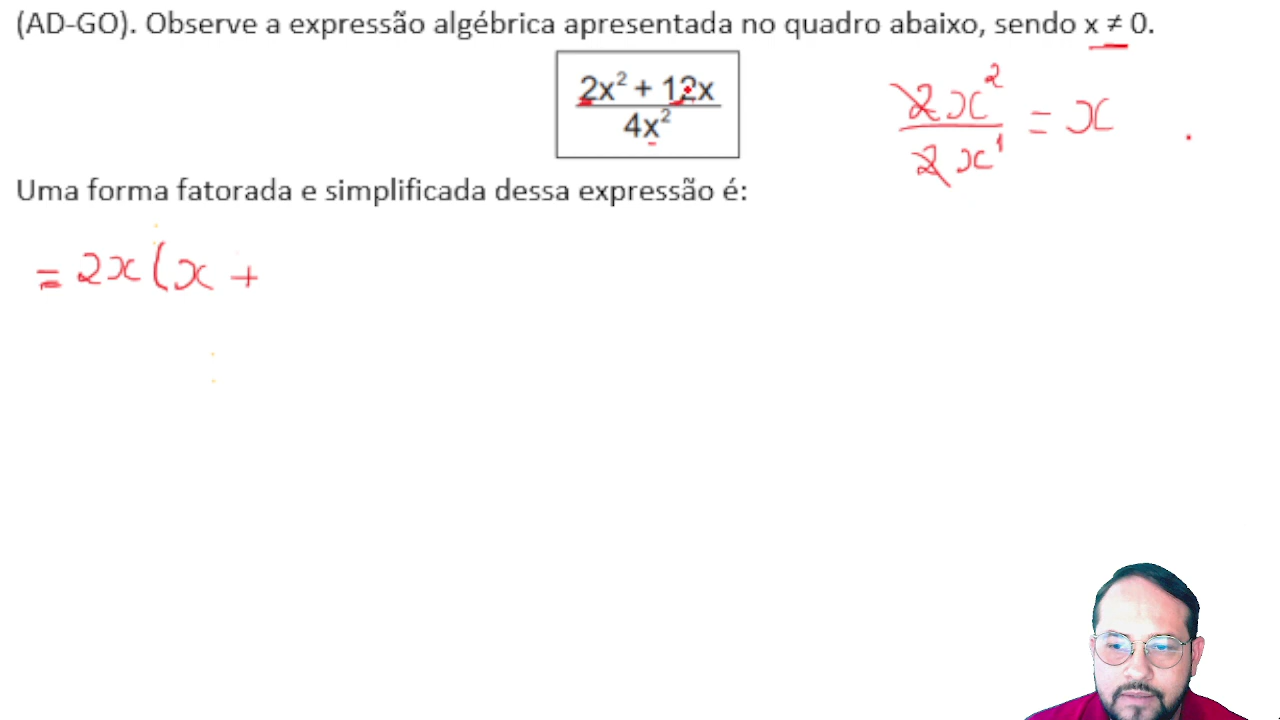 (AD-GO). Observe a expressão algébrica apresentada no quadro abaixo, sendo x ≠ 0.
2x² + 12x
4x²
2x²
2x¹
= x
Uma forma fatorada e simplificada dessa expressão é:
= 2x(x +